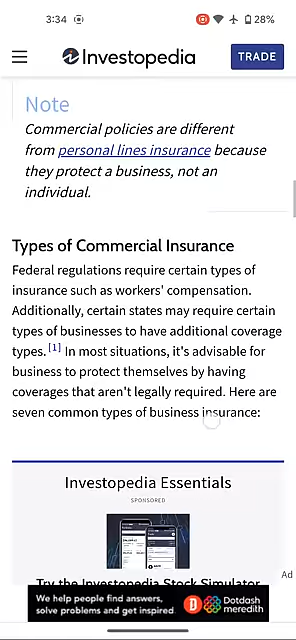 3:34
28%
Investopedia
TRADE
Note
Commercial policies are different
from personal lines insurance because
they protect a business, not an
individual.
Types of Commercial Insurance
Federal regulations require certain types of
insurance such as workers' compensation.
Additionally, certain states may require certain
types of businesses to have additional coverage
types.[1] In most situations, it's advisable for
business to protect themselves by having
coverages that aren't legally required. Here are
seven common types of business insurance:
Investopedia Essentials
SPONSORED
Try the Investopedia Stock Simulator
Ad
We help people find answers,
solve problems and get inspired.
D
Dotdash
meredith